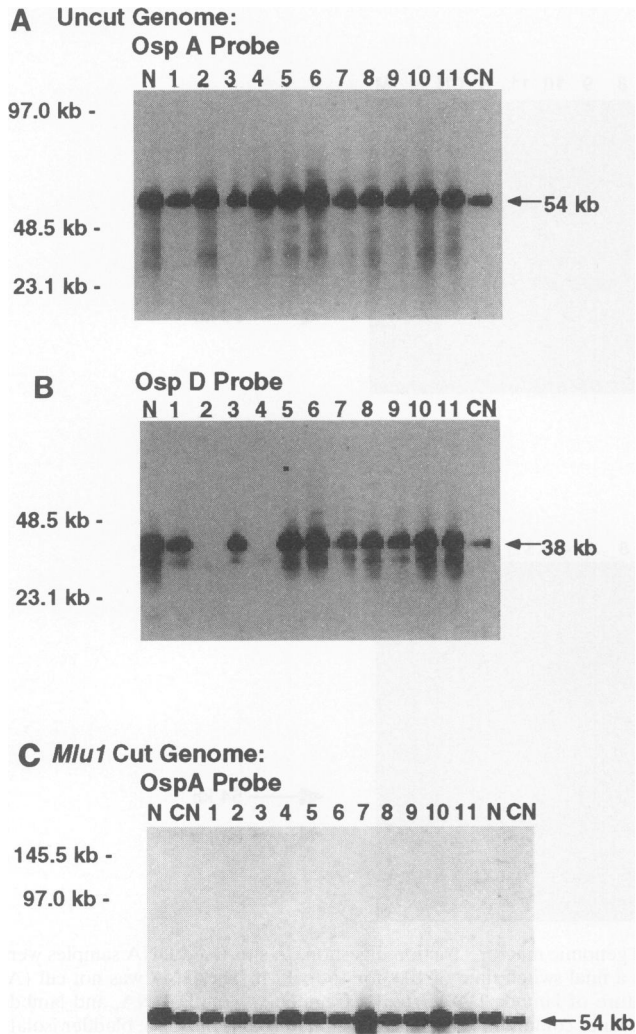 A Uncut Genome:
Osp A Probe
N 1 2 3 4 5 6 7 8 9 10 11 CN
97.0 kb -
54 kb
48.5 kb -
23.1 kb -
B Osp D Probe
N 1 2 3 4 5 6 7 8 9 10 11 CN
48.5 kb -
38 kb
23.1 kb -
C Mlu1 Cut Genome:
OspA Probe
N CN 1 2 3 4 5 6 7 8 9 10 11 N CN
145.5 kb -
97.0 kb -
54 kb